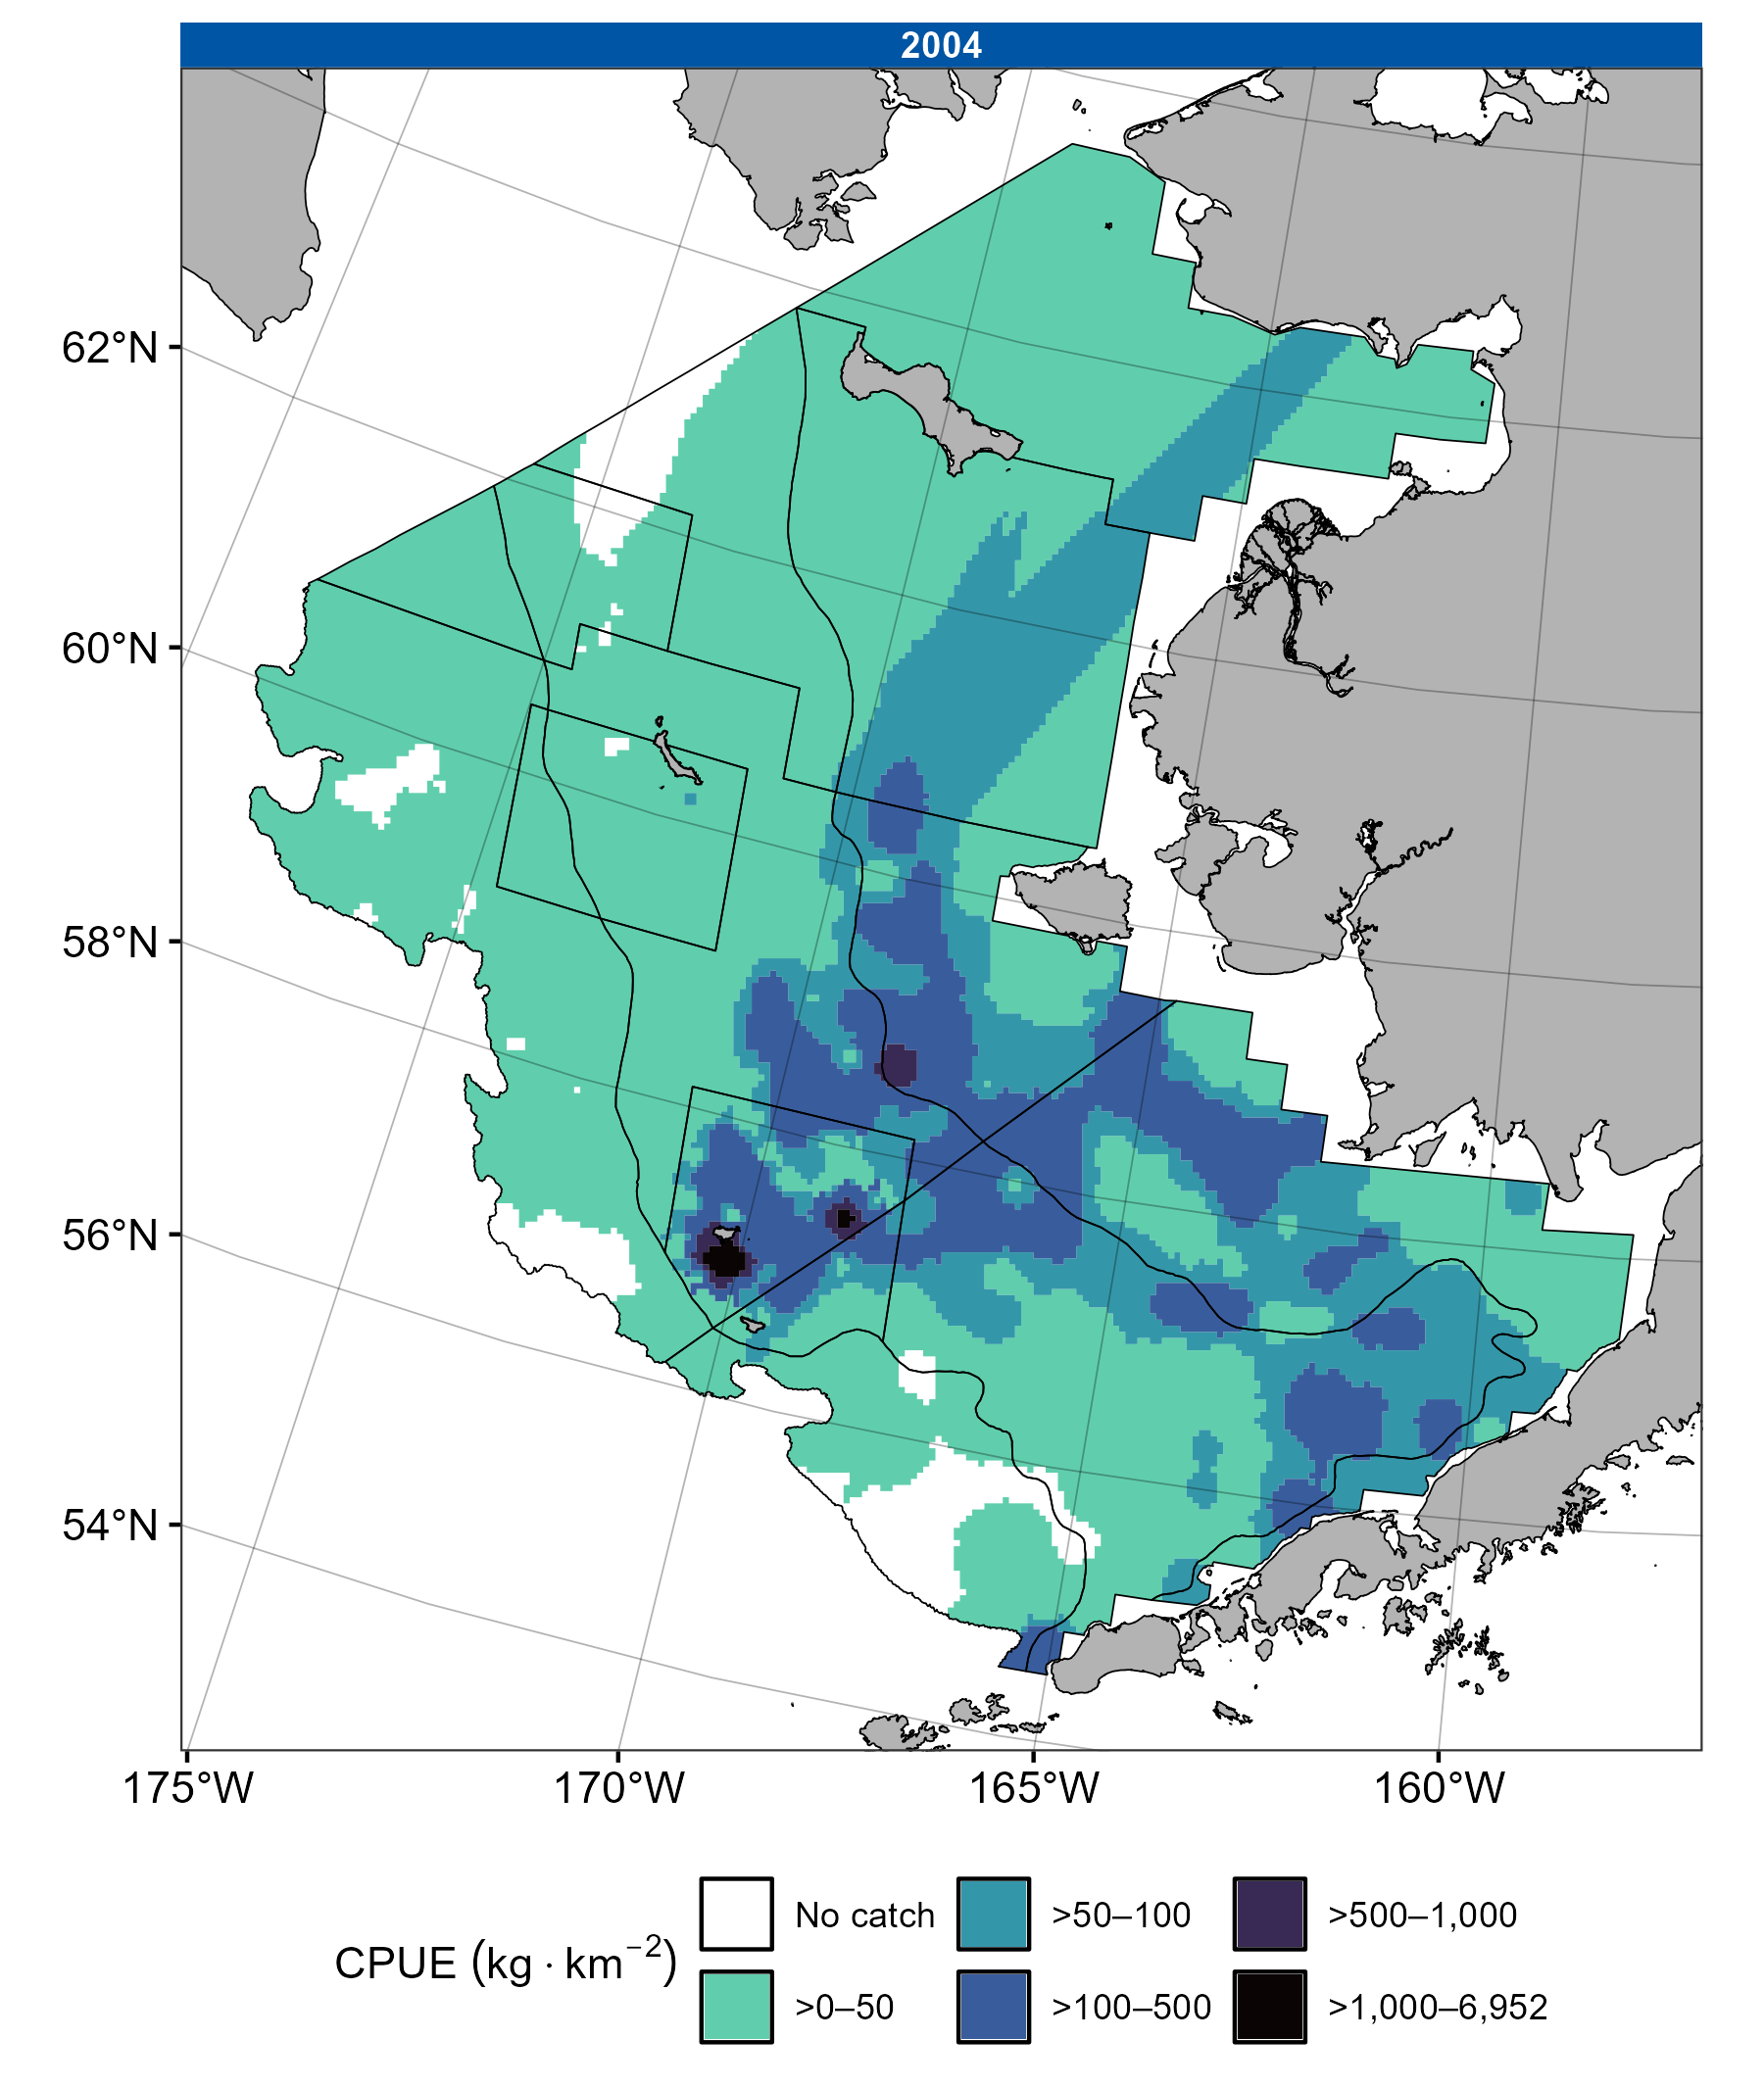 2004
62°N
60°N
58°N
56°N
54°N
175°W 170°W 165°W 160°W
CPUE (kg · km⁻²)
No catch >50–100 >500–1,000
>0–50 >100–500 >1,000–6,952